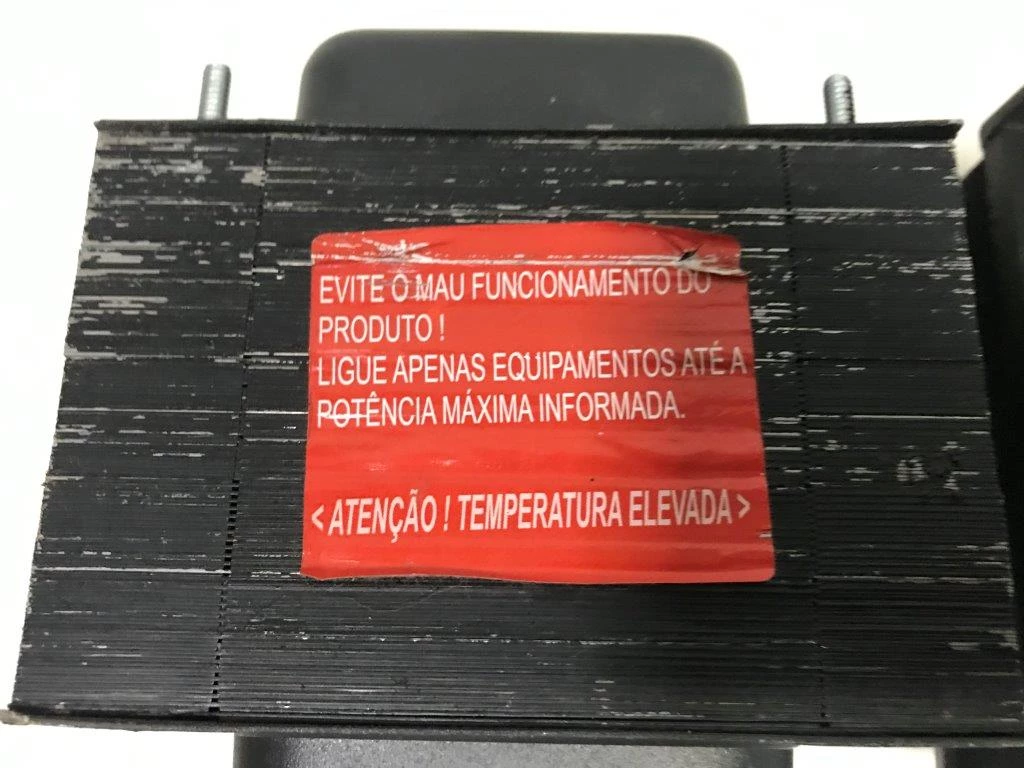 EVITE O MAU FUNCIONAMENTO DO
PRODUTO !
LIGUE APENAS EQUIPAMENTOS ATÉ A
POTÊNCIA MÁXIMA INFORMADA.
< ATENÇÃO ! TEMPERATURA ELEVADA >